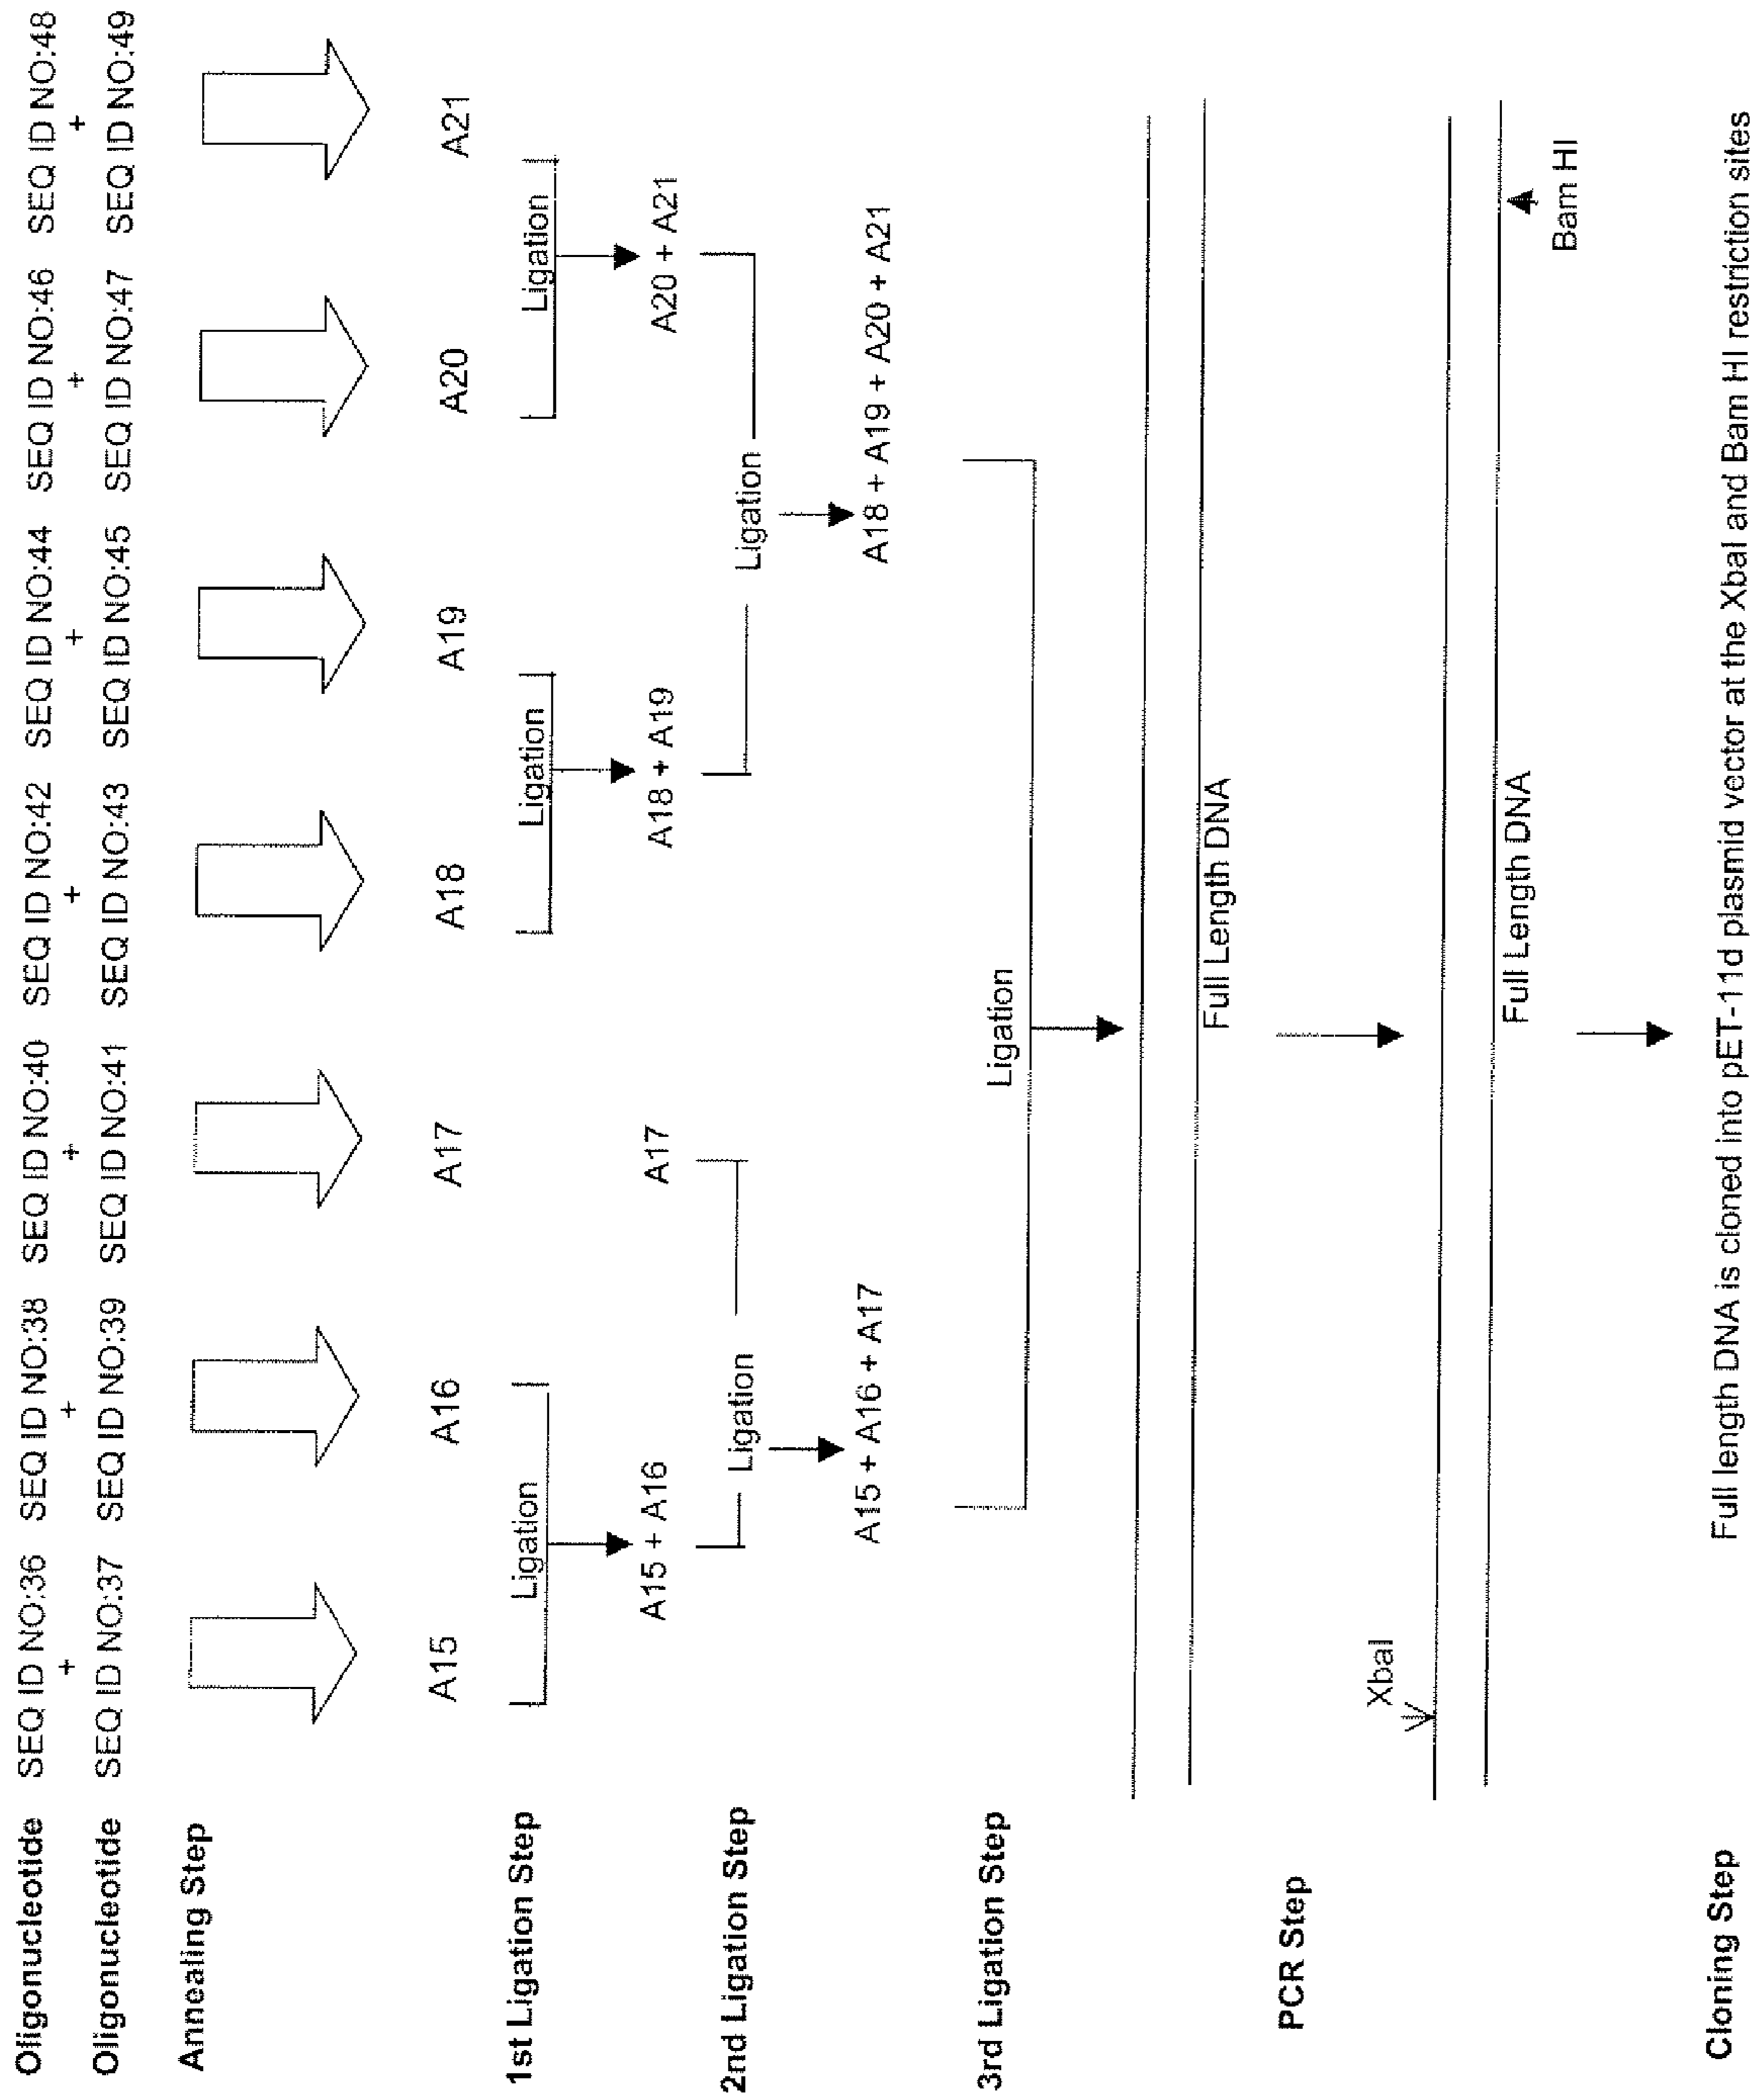 Oligonucleotide SEQ ID NO:36 SEQ ID NO:38 SEQ ID NO:40 SEQ ID NO:42 SEQ ID NO:44 SEQ ID NO:46 SEQ ID NO:48
+ + + + + + +
Oligonucleotide SEQ ID NO:37 SEQ ID NO:39 SEQ ID NO:41 SEQ ID NO:43 SEQ ID NO:45 SEQ ID NO:47 SEQ ID NO:49
Annealing Step
A15 A16 A17 A18 A19 A20 A21
1st Ligation Step Ligation Ligation Ligation
A15 + A16 A17 A18 + A19 A20 + A21
2nd Ligation Step Ligation Ligation
A15 + A16 + A17 A18 + A19 + A20 + A21
3rd Ligation Step Ligation
Full Length DNA
PCR Step
XbaI
Full Length DNA
Bam HI
Cloning Step Full length DNA is cloned into pET-11d plasmid vector at the XbaI and Bam HI restriction sites